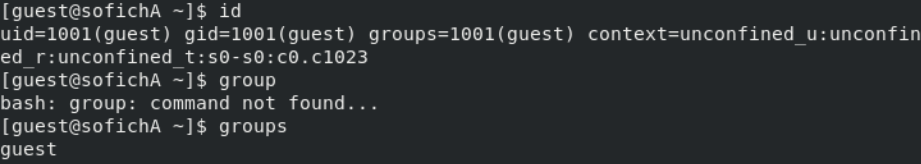 [guest@sofichA ~]$ id
uid=1001(guest) gid=1001(guest) groups=1001(guest) context=unconfined_u:unconfin
ed_r:unconfined_t:s0-s0:c0.c1023
[guest@sofichA ~]$ group
bash: group: command not found...
[guest@sofichA ~]$ groups
guest